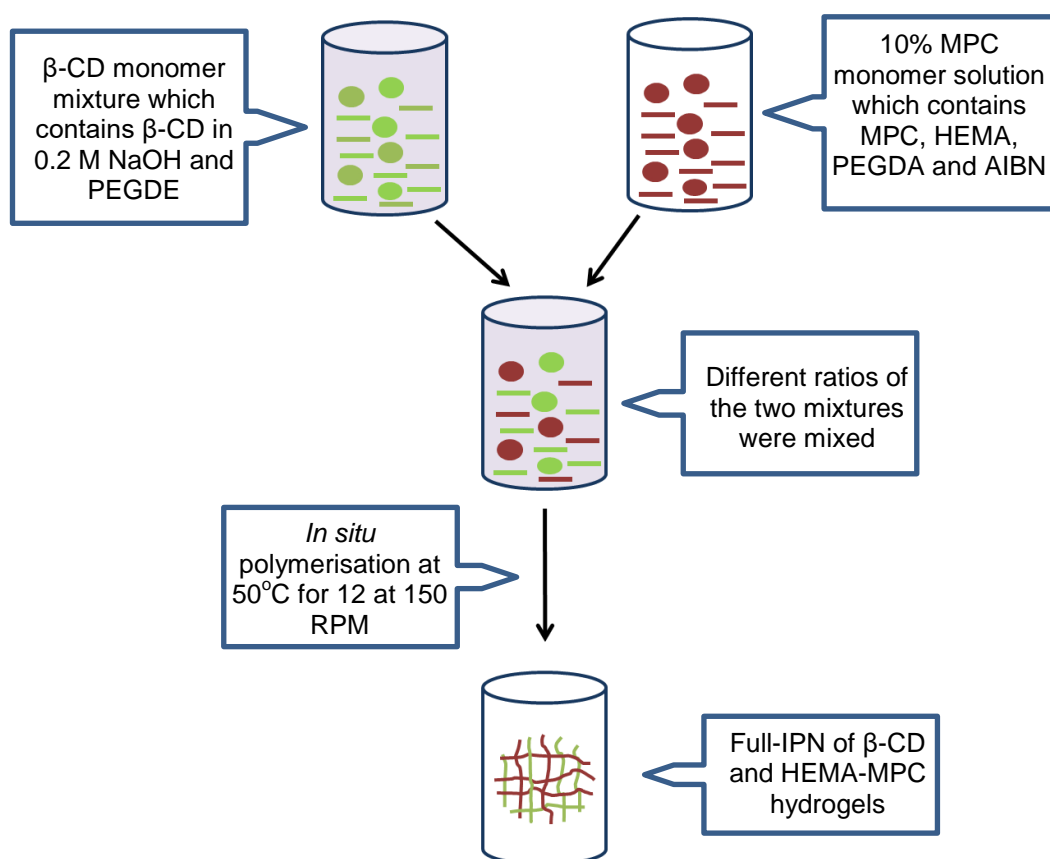 β-CD monomer
mixture which
contains β-CD in
0.2 M NaOH and
PEGDE
10% MPC
monomer solution
which contains
MPC, HEMA,
PEGDA and AIBN
Different ratios of
the two mixtures
were mixed
In situ
polymerisation at
50°C for 12 at 150
RPM
Full-IPN of β-CD
and HEMA-MPC
hydrogels